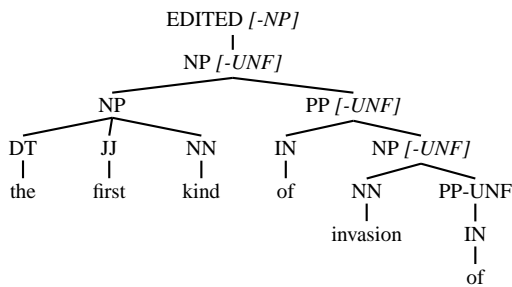 EDITED [-NP]
NP [-UNF]
NP PP [-UNF]
DT JJ NN IN NP [-UNF]
the first kind of NN PP-UNF
invasion IN
of